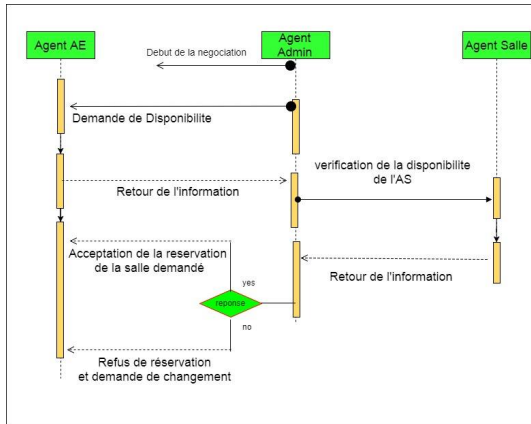 Agent AE
Agent
Admin
Agent Salle
Debut de la negociation
Demande de Disponibilite
verification de la disponibilite
de l'AS
Retour de l'information
Acceptation de la reservation
de la salle demandé
Retour de l'information
yes
reponse
no
Refus de réservation
et demande de changement